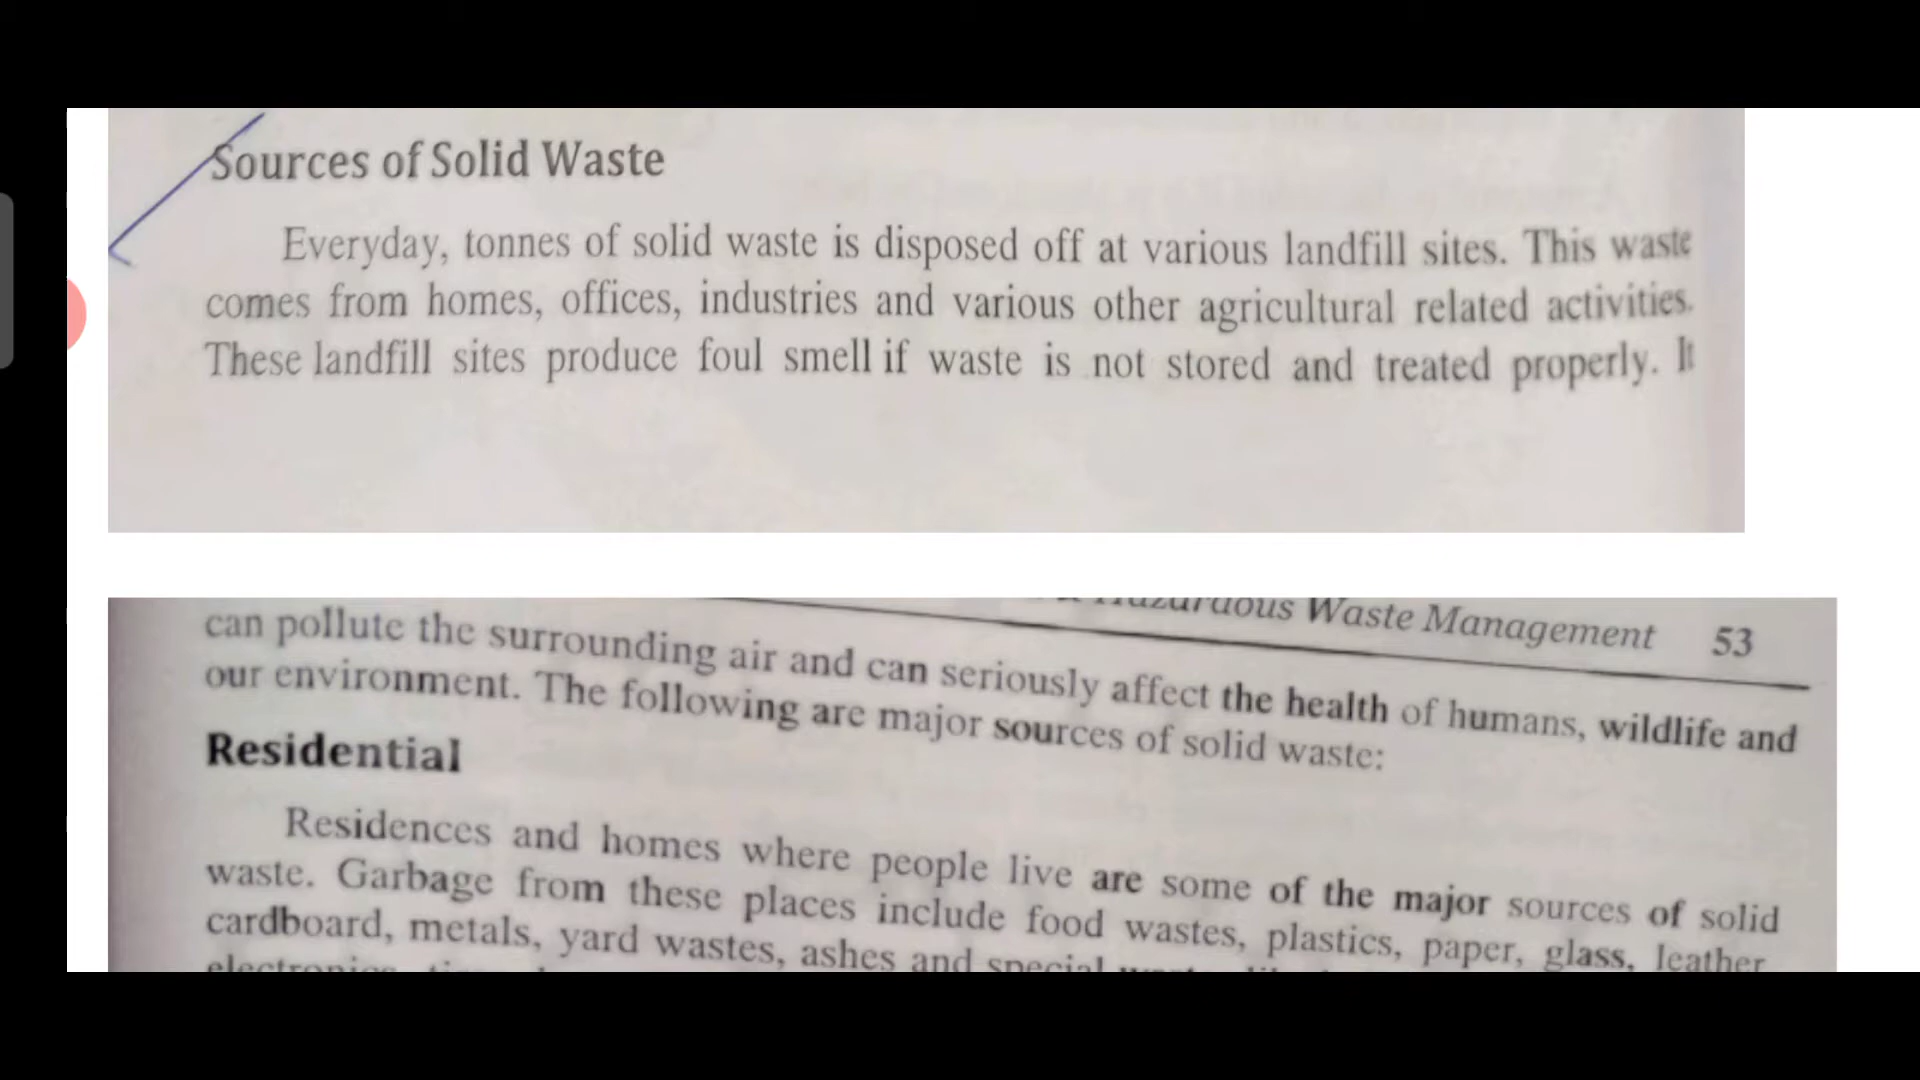 Sources of Solid Waste
Everyday, tonnes of solid waste is disposed off at various landfill sites. This waste
comes from homes, offices, industries and various other agricultural related activities.
These landfill sites produce foul smell if waste is not stored and treated properly. It
Hazardous Waste Management 53
can pollute the surrounding air and can seriously affect the health of humans, wildlife and
our environment. The following are major sources of solid waste:
Residential
Residences and homes where people live are some of the major sources of solid
waste. Garbage from these places include food wastes, plastics, paper, glass, leather
cardboard, metals, yard wastes, ashes and special